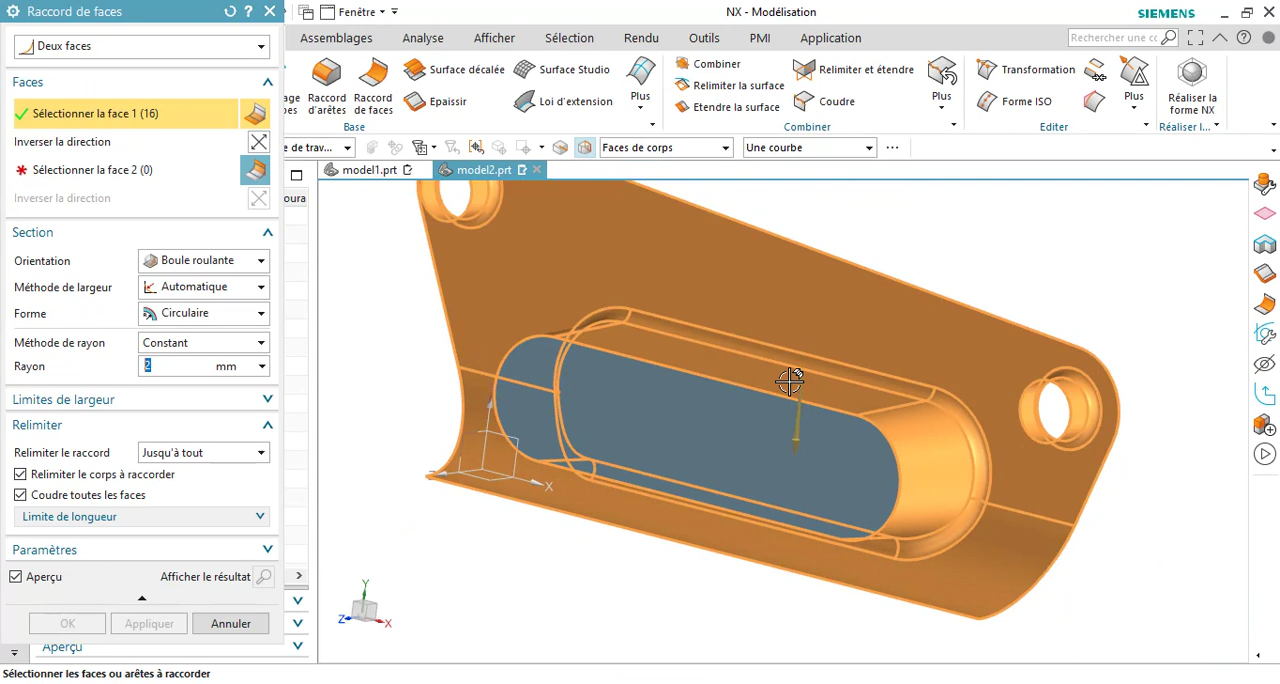 Raccord de faces
Fenêtre
NX - Modélisation
SIEMENS
Deux faces
Assemblages
Analyse
Afficher
Sélection
Rendu
Outils
PMI
Application
Rechercher une cc
Faces
Sélectionner la face 1 (16)
Inverser la direction
Sélectionner la face 2 (0)
Inverser la direction
Raccord d'arêtes
Raccord de faces
Surface décalée
Surface Studio
Epaissir
Loi d'extension
Plus
Base
Combiner
Relimiter la surface
Etendre la surface
Relimiter et étendre
Coudre
Plus
Combiner
Transformation
Forme ISO
Plus
Editer
Réaliser la forme NX
Réaliser l...
de trav...
Faces de corps
Une courbe
model1.prt
model2.prt
Section
Orientation
Boule roulante
Méthode de largeur
Automatique
Forme
Circulaire
Méthode de rayon
Constant
Rayon
2
mm
Limites de largeur
Relimiter
Relimiter le raccord
Jusqu'à tout
Relimiter le corps à raccorder
Coudre toutes les faces
Limite de longueur
Paramètres
Aperçu
Afficher le résultat
OK
Appliquer
Annuler
Aperçu
X
Y
Z
X
Sélectionner les faces ou arêtes à raccorder